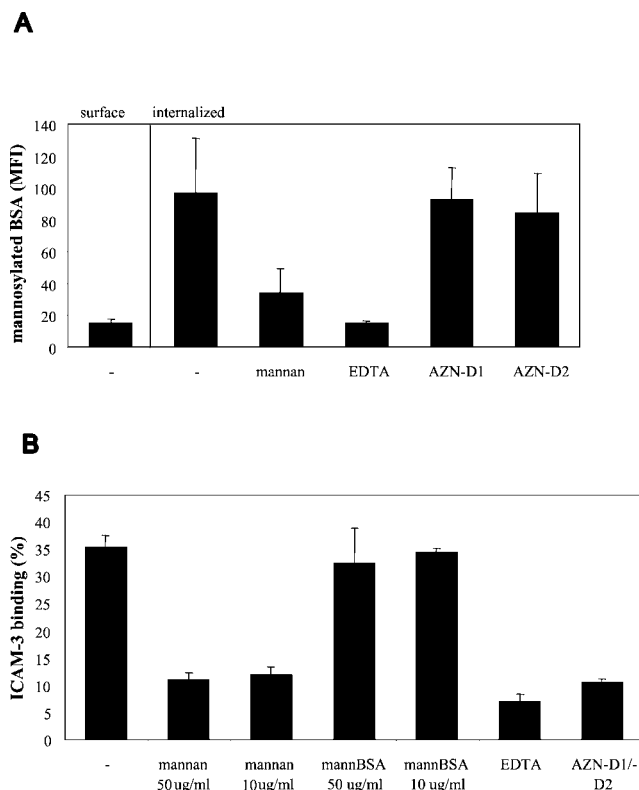 A
surface internalized
mannosylated BSA (MFI)
140
120
100
80
60
40
20
0
- - mannan EDTA AZN-D1 AZN-D2
B
ICAM-3 binding (%)
45
40
35
30
25
20
15
10
5
0
- mannan mannan mannBSA mannBSA EDTA AZN-D1/-
50 ug/ml 10ug/ml 50 ug/ml 10 ug/ml D2